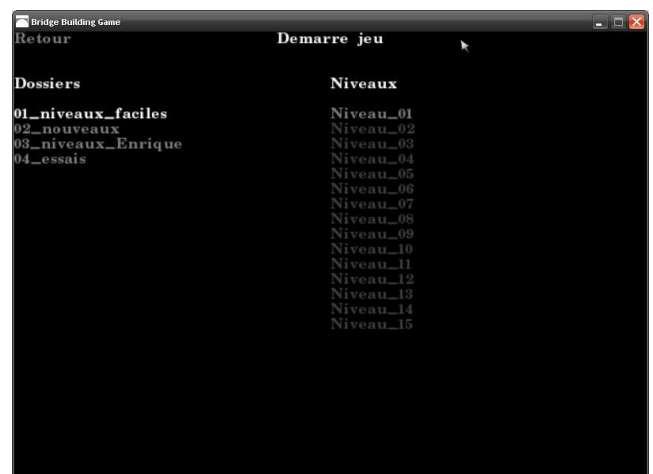 Bridge Building Game
Retour
Demarre jeu
Dossiers
01_niveaux_faciles
02_nouveaux
03_niveaux_Enrique
04_essais
Niveaux
Niveau_01
Niveau_02
Niveau_03
Niveau_04
Niveau_05
Niveau_06
Niveau_07
Niveau_08
Niveau_09
Niveau_10
Niveau_11
Niveau_12
Niveau_13
Niveau_14
Niveau_15